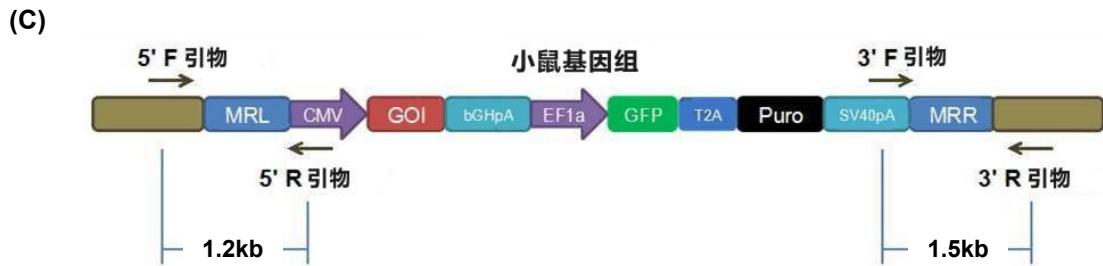 (C)
小鼠基因组
5' F 引物
3' F 引物
MRL CMV GOI bGHpA EF1a GFP T2A Puro SV40pA MRR
5' R 引物
3' R 引物
1.2kb
1.5kb